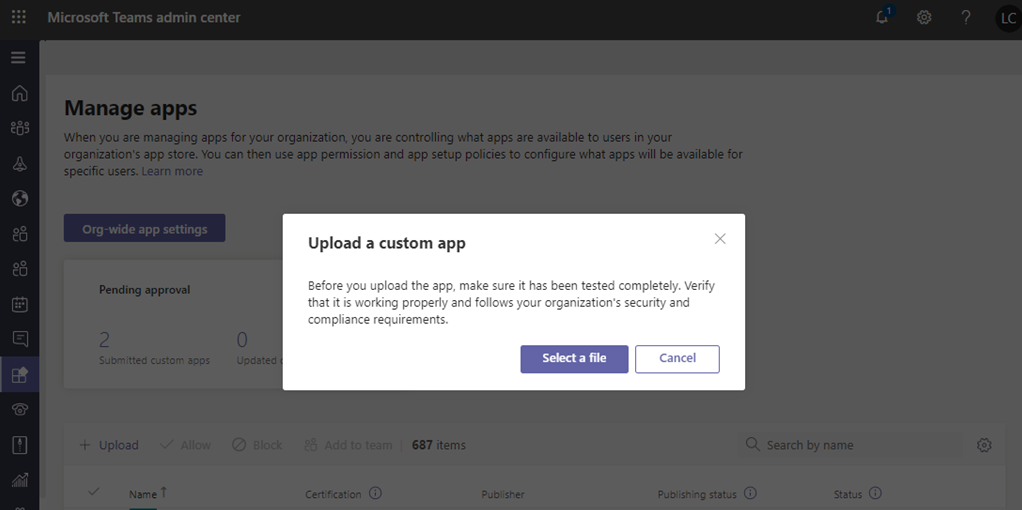 Microsoft Teams admin center
1
LC
Manage apps
When you are managing apps for your organization, you are controlling what apps are available to users in your
organization's app store. You can then use app permission and app setup policies to configure what apps will be available for
specific users. Learn more
Org-wide app settings
Upload a custom app
Before you upload the app, make sure it has been tested completely. Verify
that it is working properly and follows your organization's security and
compliance requirements.
Select a file
Cancel
Pending approval
2
0
Submitted custom apps
Updated
Upload
Allow
Block
Add to team
687 items
Search by name
Name
Certification
Publisher
Publishing status
Status